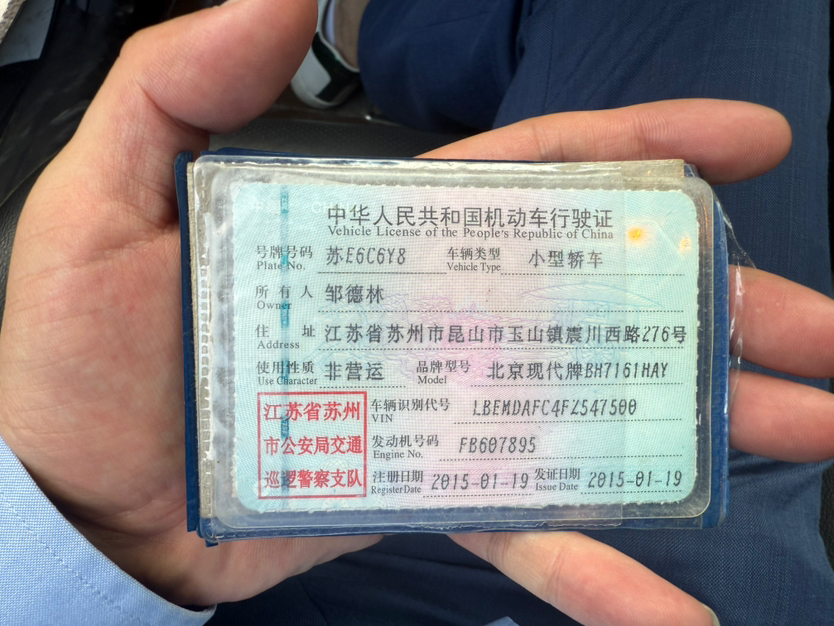 中华人民共和国机动车行驶证
Vehicle License of the People's Republic of China
号牌号码 苏E6C6Y8 车辆类型 小型轿车
Plate No. Vehicle Type
所有人 邹德林
Owner
住址 江苏省苏州市昆山市玉山镇震川西路276号
Address
使用性质 非营运 品牌型号 北京现代牌BH7161HAY
Use Character Model
江苏省苏州
市公安局交通
巡逻警察支队
车辆识别代号 LBEMDAFC4FZ547500
VIN
发动机号码 FB607895
Engine No.
注册日期 2015-01-19 发证日期 2015-01-19
Register Date Issue Date